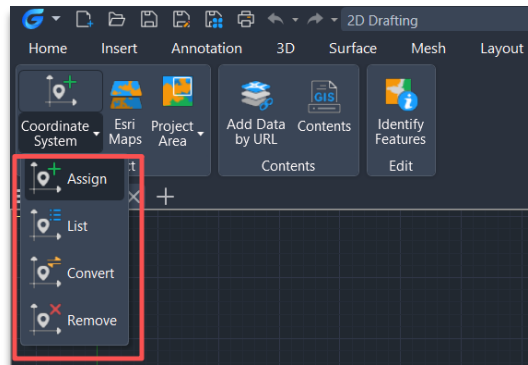 2D Drafting
Home Insert Annotation 3D Surface Mesh Layout
Coordinate System
Esri Maps
Project Area
Add Data by URL
GIS
Contents
Identify Features
Contents
Edit
Assign
List
Convert
Remove